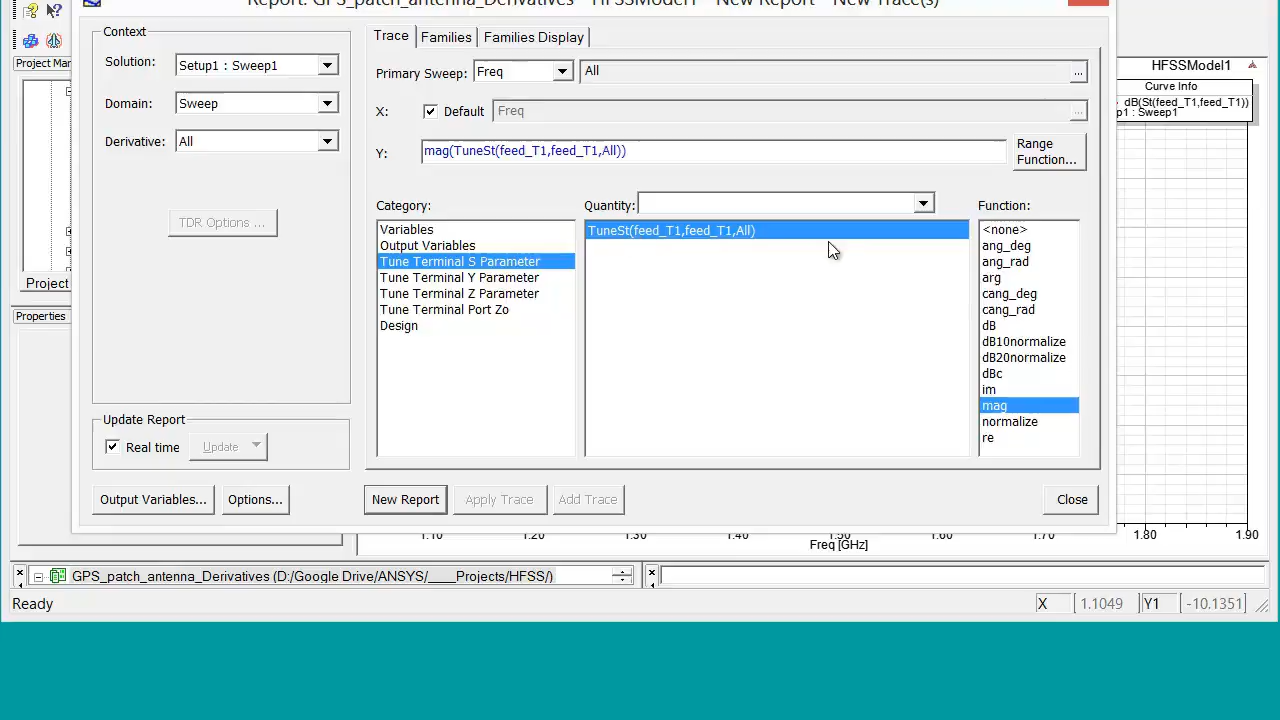 Report: GPS_patch_antenna_Derivatives - HFSSModel1 - New Report - New Trace(s)
Context
Solution:
Setup1 : Sweep1
Domain:
Sweep
Derivative:
All
TDR Options ...
Update Report
Real time
Update
Output Variables...
Options...
Trace
Families
Families Display
Primary Sweep:
Freq
All
...
X:
Default
Freq
...
Y:
mag(TuneSt(feed_T1,feed_T1,All))
Range
Function...
Category:
Variables
Output Variables
Tune Terminal S Parameter
Tune Terminal Y Parameter
Tune Terminal Z Parameter
Tune Terminal Port Zo
Design
Quantity:
TuneSt(feed_T1,feed_T1,All)
Function:
<none>
ang_deg
ang_rad
arg
cang_deg
cang_rad
dB
dB10normalize
dB20normalize
dBc
im
mag
normalize
re
New Report
Apply Trace
Add Trace
Close
Project Mar
Project
Properties
HFSSModel1
Curve Info
dB(St(feed_T1,feed_T1))
p1 : Sweep1
1.10
1.20
1.30
1.40
1.50
1.60
1.70
1.80
1.90
Freq [GHz]
GPS_patch_antenna_Derivatives (D:/Google Drive/ANSYS/____Projects/HFSS/)
Ready
X
1.1049
Y1
-10.1351